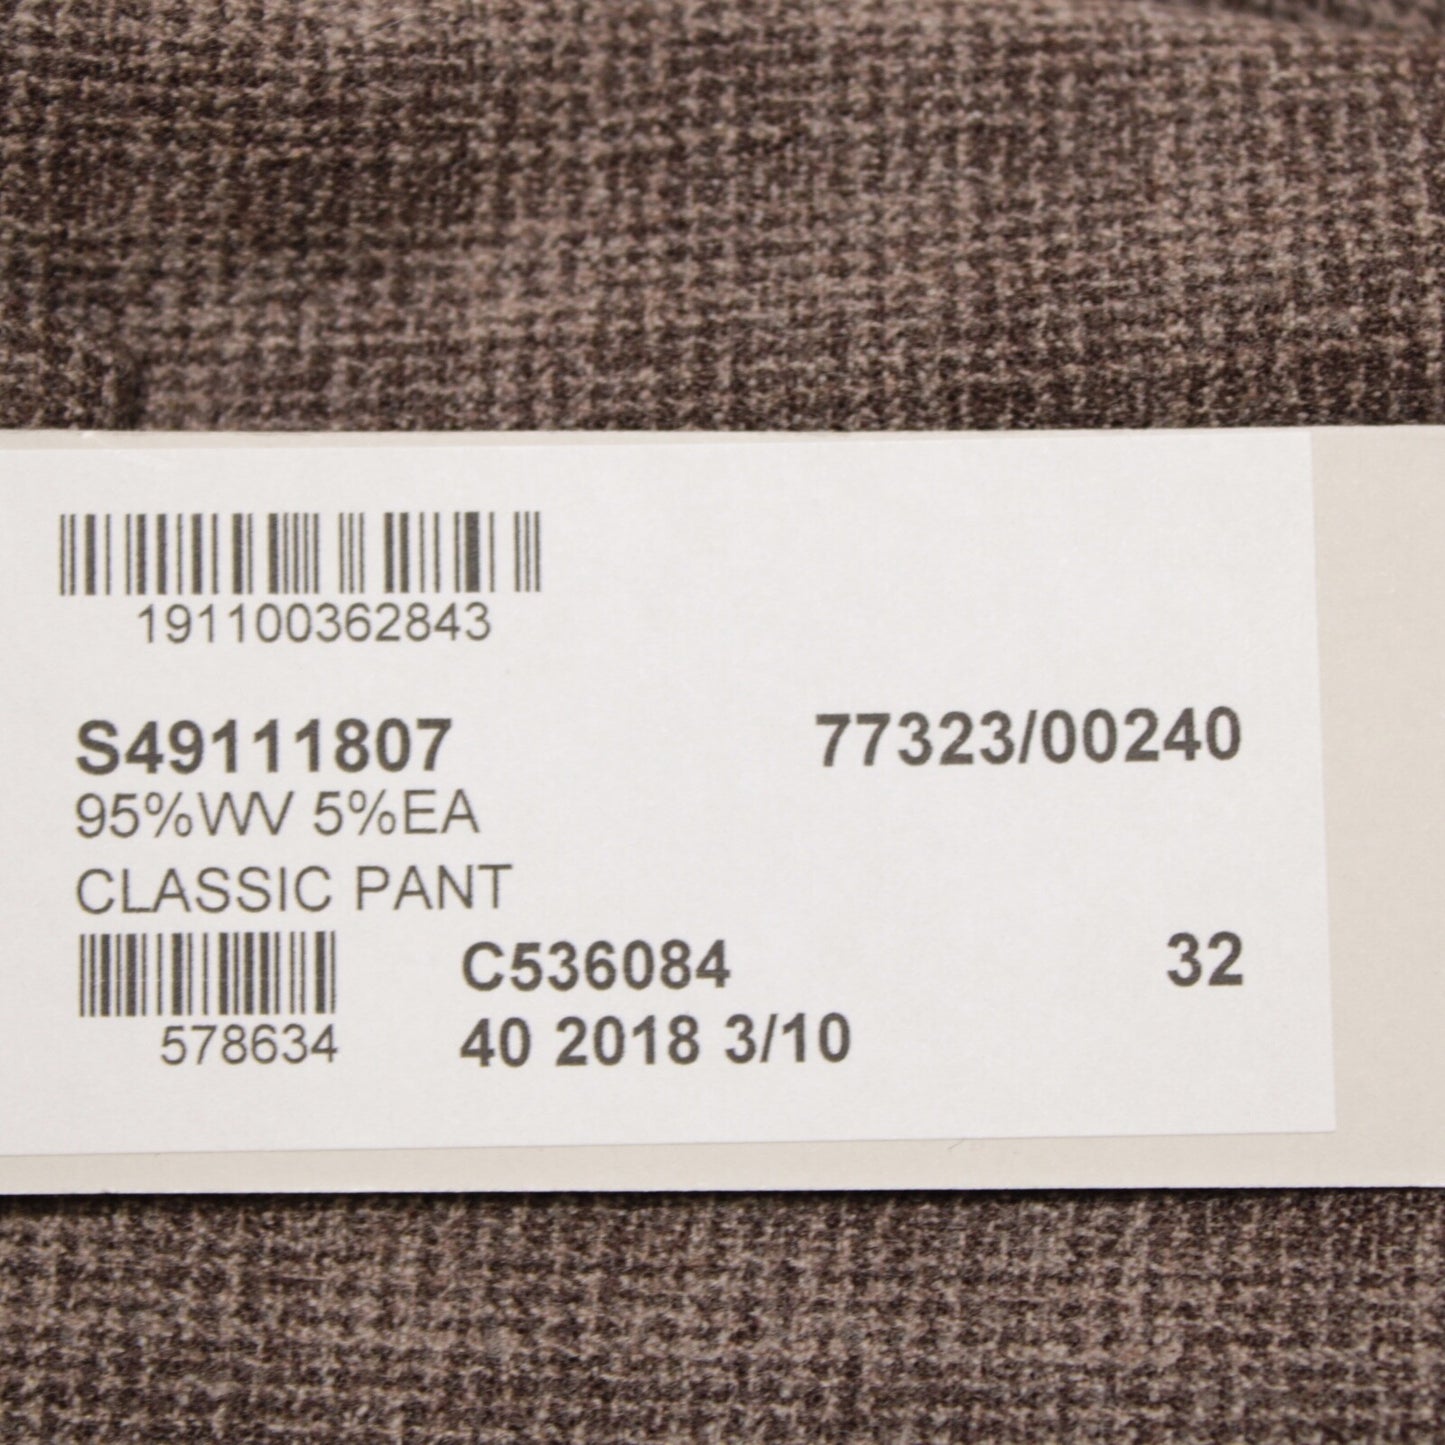 191100362843
S49111807 77323/00240
95%WV 5%EA
CLASSIC PANT
C536084 32
578634 40 2018 3/10